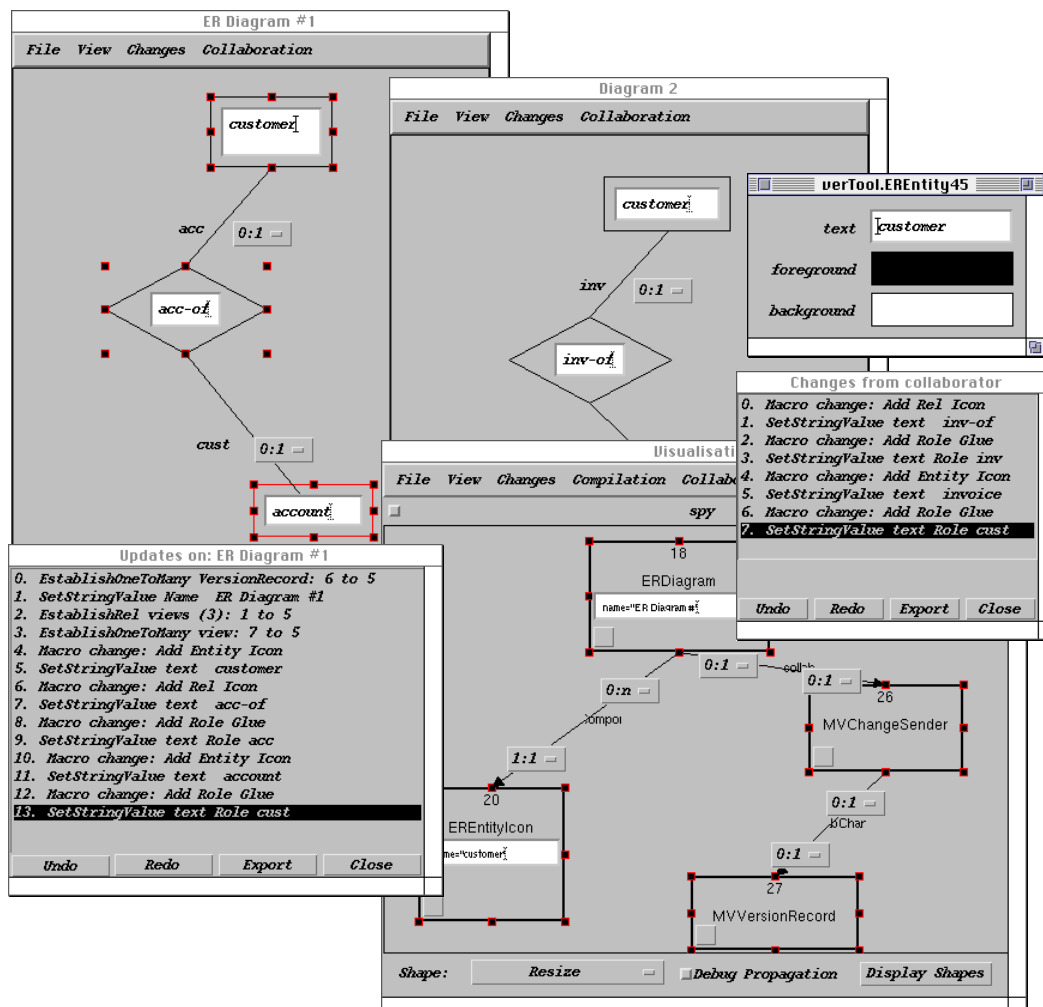 ER Diagram #1
File View Changes Collaboration
customer
acc 0:1
acc-of
cust 0:1
account
Diagram 2
File View Changes Collaboration
customer
inv 0:1
inv-of
verTool.EREntity45
text customer
foreground
background
Changes from collaborator
0. Macro change: Add Rel Icon
1. SetStringValue text inv-of
2. Macro change: Add Role Glue
3. SetStringValue text Role inv
4. Macro change: Add Entity Icon
5. SetStringValue text invoice
6. Macro change: Add Role Glue
7. SetStringValue text Role cust
Undo Redo Export Close
Updates on: ER Diagram #1
0. EstablishOneToMany VersionRecord: 6 to 5
1. SetStringValue Name ER Diagram #1
2. EstablishRel views (3): 1 to 5
3. EstablishOneToMany view: 7 to 5
4. Macro change: Add Entity Icon
5. SetStringValue text customer
6. Macro change: Add Rel Icon
7. SetStringValue text acc-of
8. Macro change: Add Role Glue
9. SetStringValue text Role acc
10. Macro change: Add Entity Icon
11. SetStringValue text account
12. Macro change: Add Role Glue
13. SetStringValue text Role cust
Undo Redo Export Close
Visualisati
File View Changes Compilation Collabo
spy
18
ERDiagram
name="ER Diagram #1
0:1
0:1
0:n
1:1
26
MVChangeSender
20
EREntityIcon
me="customer
0:1
bChar
0:1
27
MVVersionRecord
Shape: Resize Debug Propagation Display Shapes